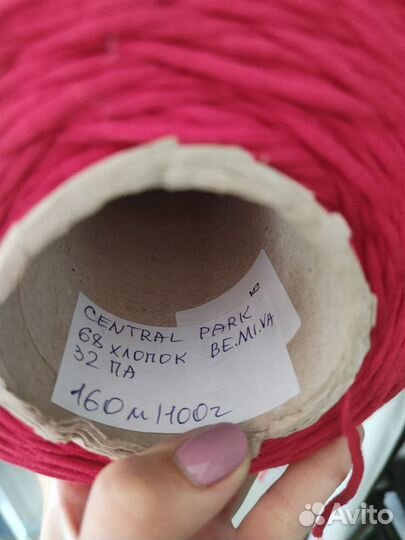 CENTRAL PARK
68 ХЛОПОК BE.MI.VA
32 ПА
160м/100г
Avito